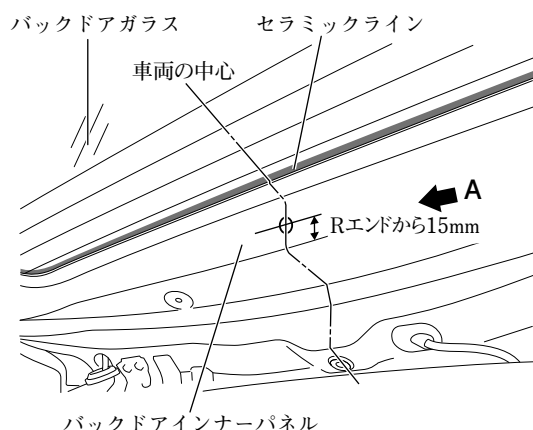 バックドアガラス
セラミックライン
車両の中心
A
Rエンドから15mm
バックドアインナーパネル